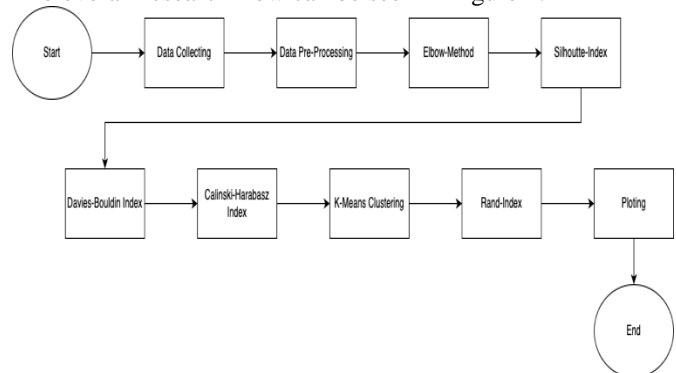 Start
Data Collecting
Data Pre-Processing
Elbow-Method
Silhoutte-Index
Davies-Bouldin Index
Calinski-Harabasz
Index
K-Means Clustering
Rand-Index
Ploting
End